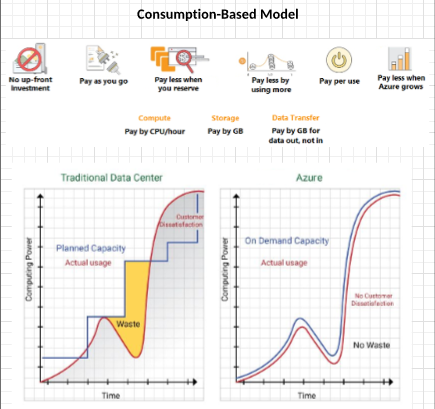 Consumption-Based Model
No up-front
Investment
Pay as you go
Pay less when
you reserve
Pay less by
using more
Pay per use
Pay less when
Azure grows
Compute
Pay by CPU/hour
Storage
Pay by GB
Data Transfer
Pay by GB for
data out, not in
Traditional Data Center
Computing Power
Planned Capacity
Actual usage
Customer
Dissatisfaction
Waste
Time
Azure
Computing Power
On Demand Capacity
Actual usage
No Customer
Dissatisfaction
No Waste
Time